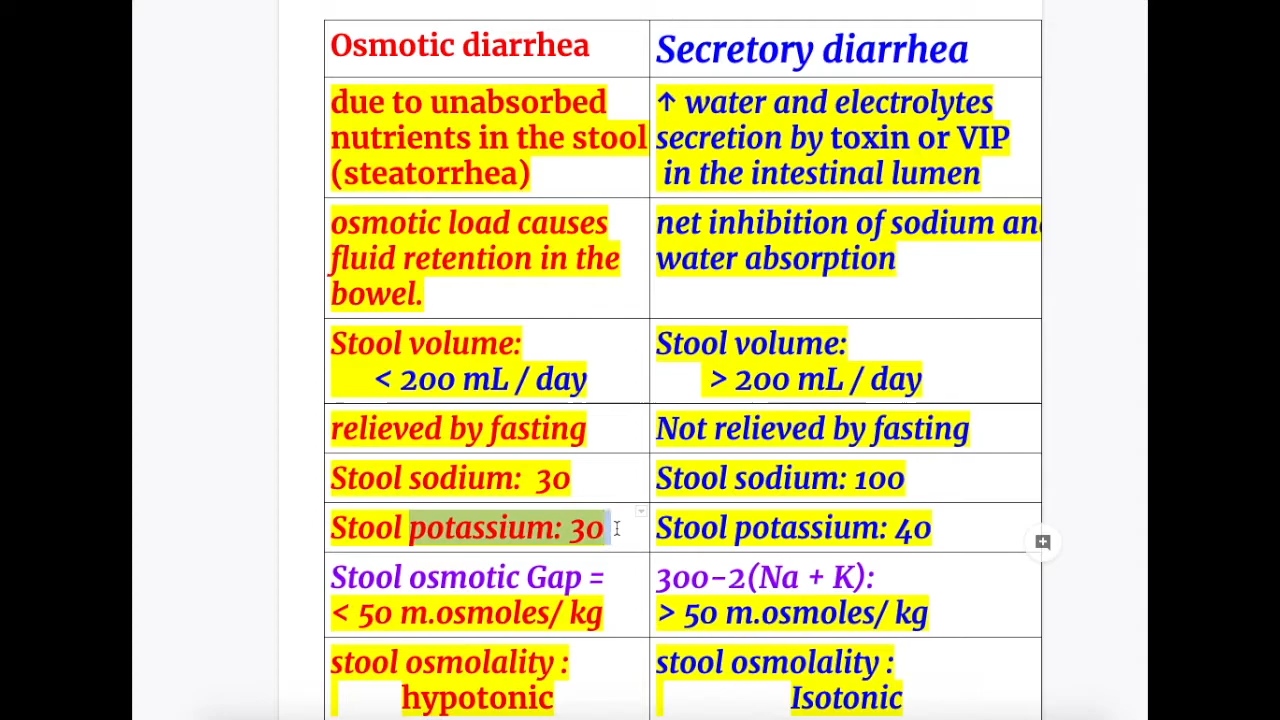 Osmotic diarrhea
Secretory diarrhea
due to unabsorbed
nutrients in the stool
(steatorrhea)
↑ water and electrolytes
secretion by toxin or VIP
in the intestinal lumen
osmotic load causes
fluid retention in the
bowel.
net inhibition of sodium an
water absorption
Stool volume:
< 200 mL / day
Stool volume:
> 200 mL / day
relieved by fasting
Not relieved by fasting
Stool sodium: 30
Stool sodium: 100
Stool potassium: 30
Stool potassium: 40
Stool osmotic Gap =
< 50 m.osmoles/ kg
300-2(Na + K):
> 50 m.osmoles/ kg
stool osmolality :
hypotonic
stool osmolality :
Isotonic